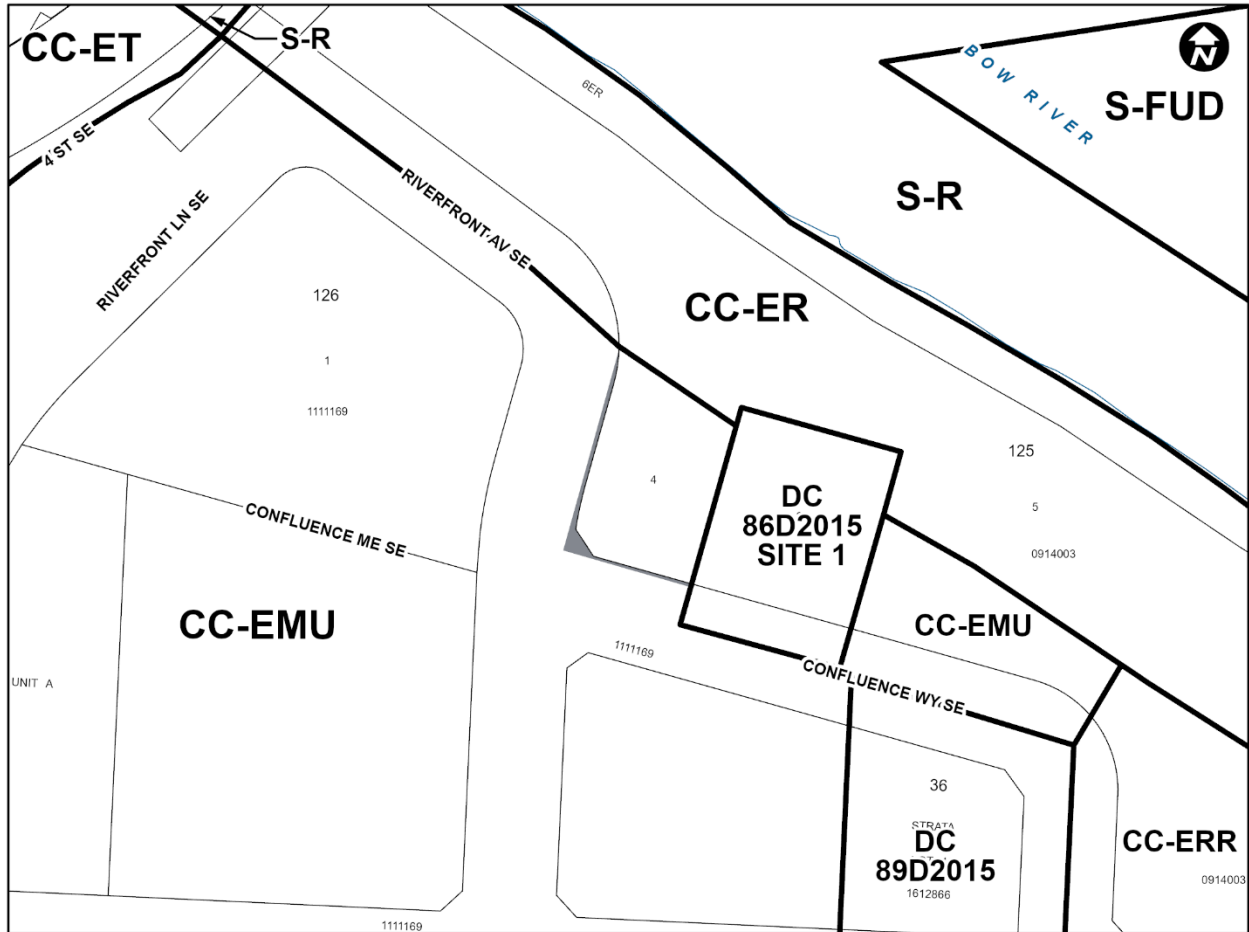 CC-ET
S-R
N
BOW RIVER
S-FUD
6ER
4 ST SE
RIVERFRONT LN SE
RIVERFRONT AV SE
S-R
126
CC-ER
1
1111169
125
4
DC
86D2015
SITE 1
5
CONFLUENCE ME SE
0914003
CC-EMU
CC-EMU
1111169
UNIT A
CONFLUENCE WY SE
36
STRATA
DC
89D2015
1612866
CC-ERR
0914003
1111169